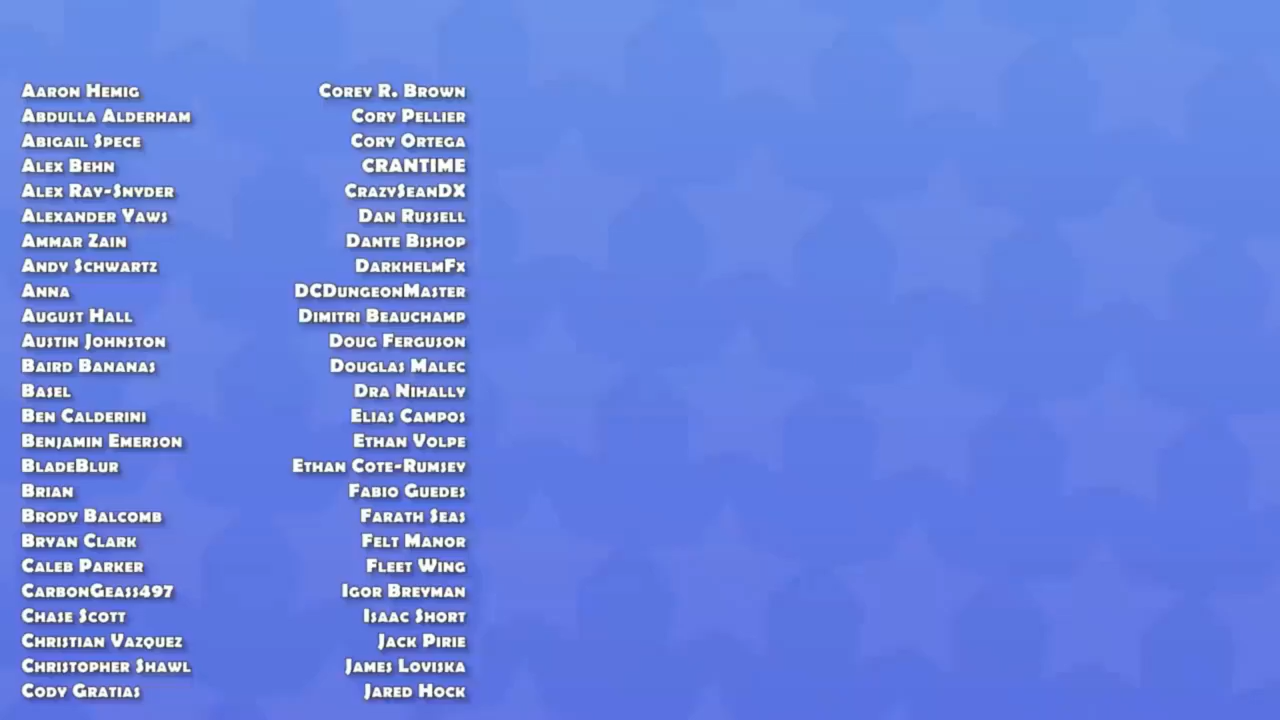 Aaron Hemig
Abdulla Alderham
Abigail Spece
Alex Behn
Alex Ray-Snyder
Alexander Yaws
Ammar Zain
Andy Schwartz
Anna
August Hall
Austin Johnston
Baird Bananas
Basel
Ben Calderini
Benjamin Emerson
BladeBlur
Brian
Brody Balcomb
Bryan Clark
Caleb Parker
CarbonGeass497
Chase Scott
Christian Vazquez
Christopher Shawl
Cody Gratias
Corey R. Brown
Cory Pellier
Cory Ortega
CRANTIME
CrazySeanDX
Dan Russell
Dante Bishop
DarkhelmFx
DCDungeonMaster
Dimitri Beauchamp
Doug Ferguson
Douglas Malec
Dra Nihally
Elias Campos
Ethan Volpe
Ethan Cote-Rumsey
Fabio Guedes
Farath Seas
Felt Manor
Fleet Wing
Igor Breyman
Isaac Short
Jack Pirie
James Loviska
Jared Hock